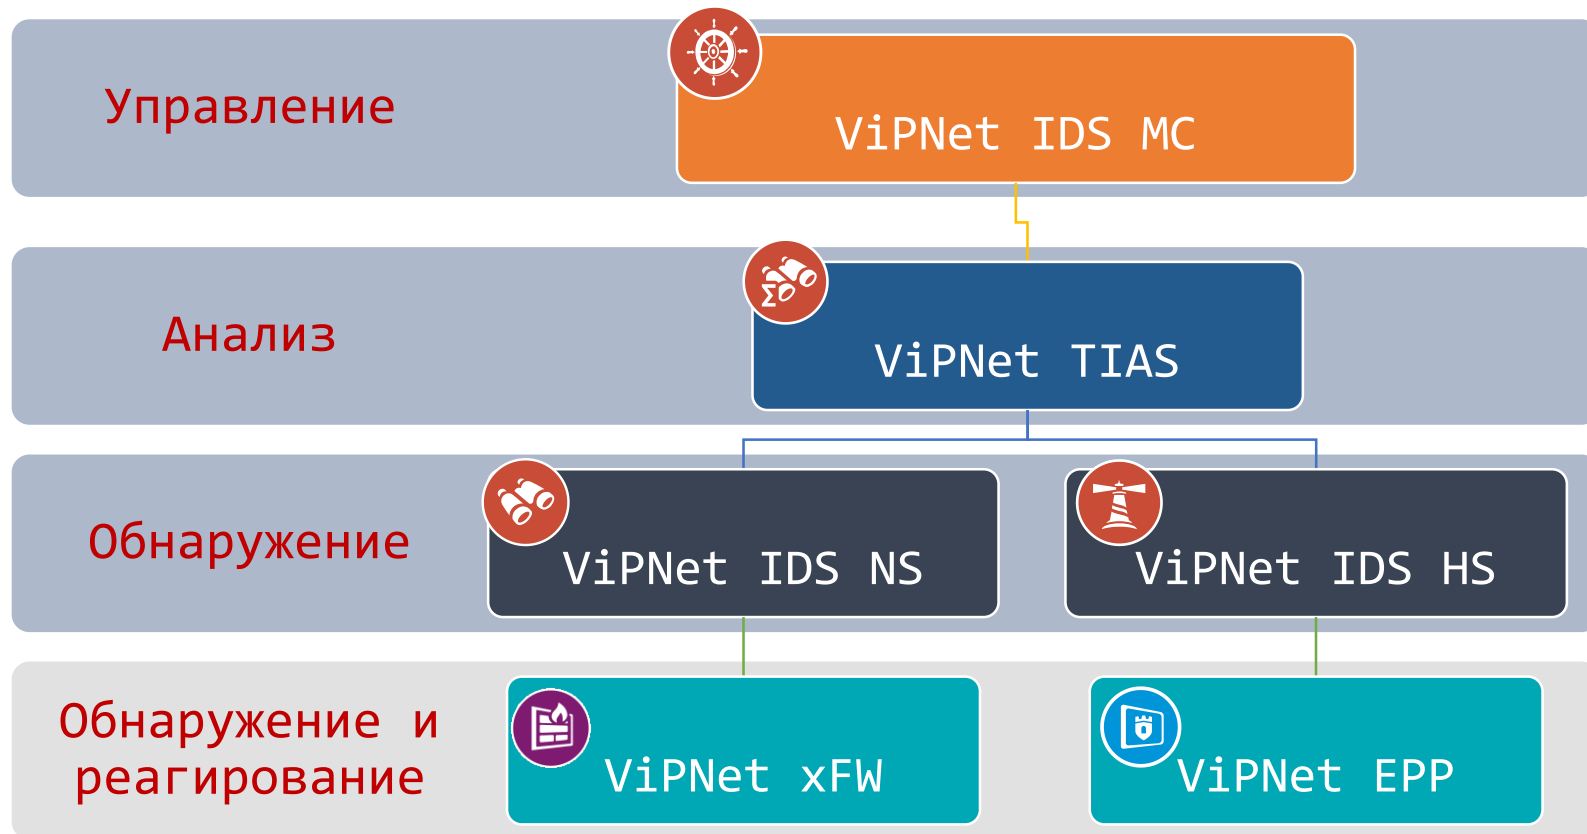 Управление
ViPNet IDS MC
Анализ
ViPNet TIAS
Обнаружение
ViPNet IDS NS
ViPNet IDS HS
Обнаружение и
реагирование
ViPNet xFW
ViPNet EPP